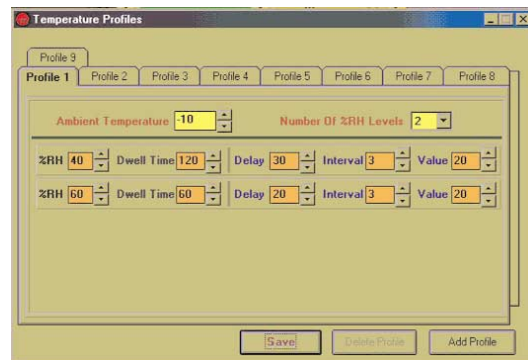 Temperature Profiles
Profile 9
Profile 1 Profile 2 Profile 3 Profile 4 Profile 5 Profile 6 Profile 7 Profile 8
Ambient Temperature -10 Number Of %RH Levels 2
%RH 40 Dwell Time 120 Delay 30 Interval 3 Value 20
%RH 60 Dwell Time 60 Delay 20 Interval 3 Value 20
Save Delete Profile Add Profile